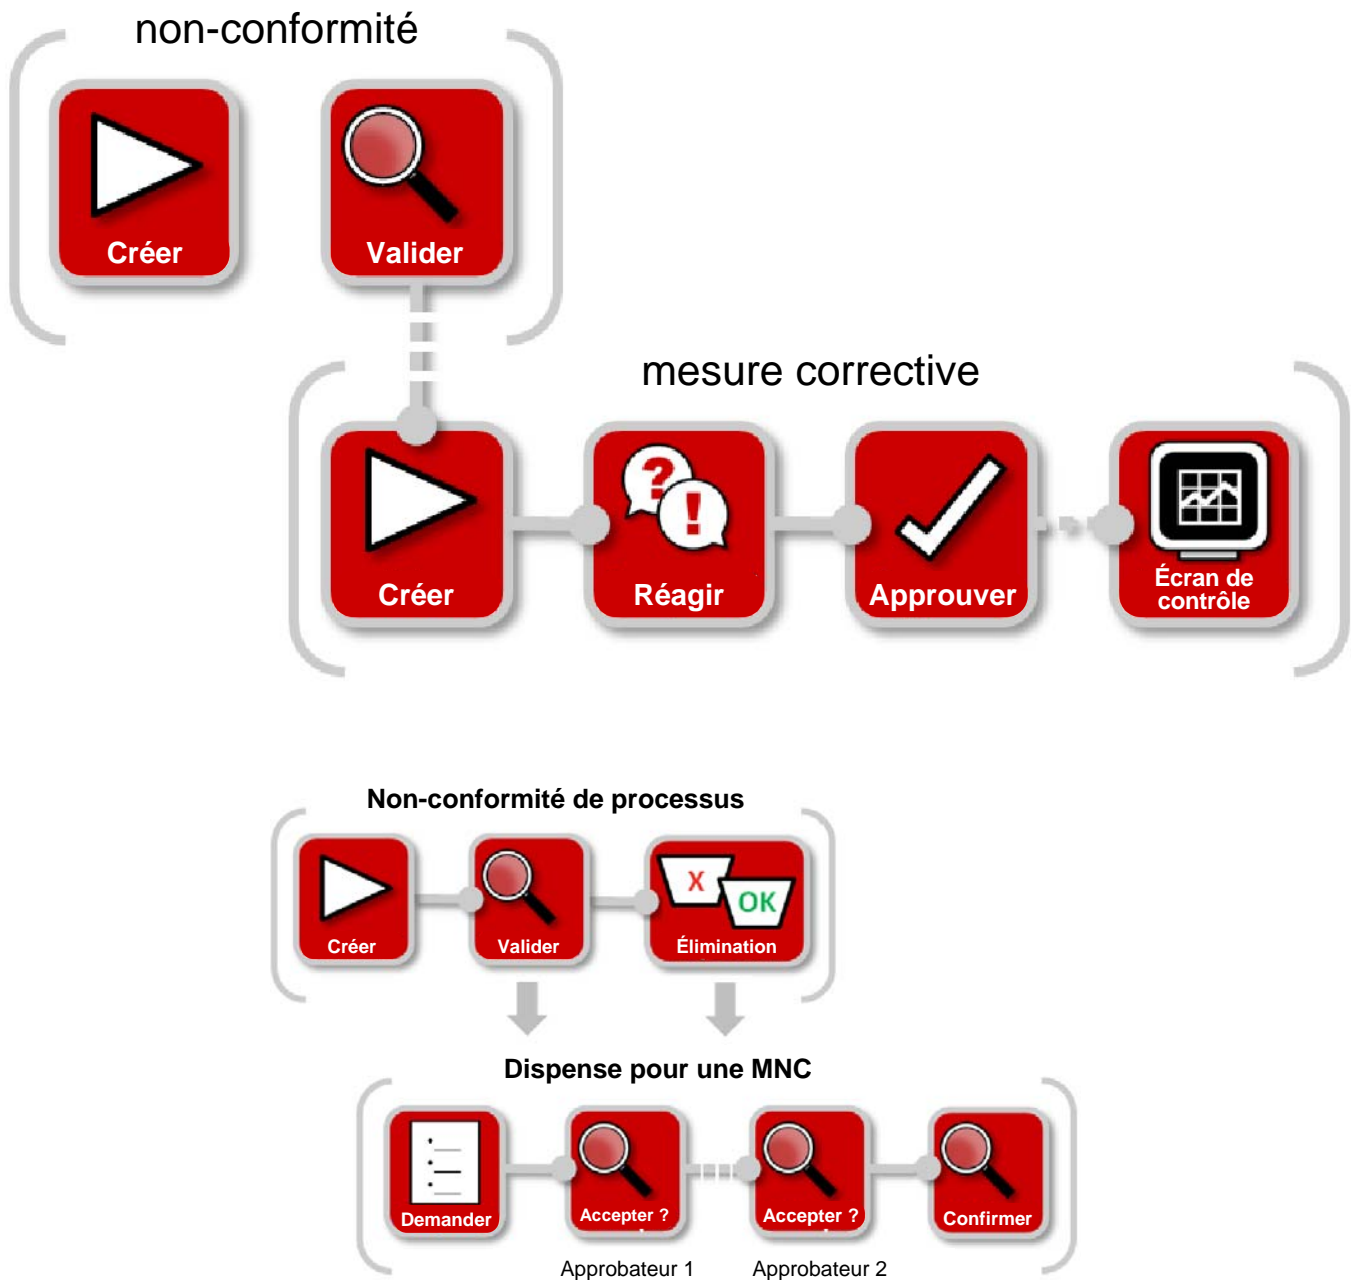 non-conformité
Créer
Valider
mesure corrective
Créer
Réagir
Approuver
Écran de
contrôle
Non-conformité de processus
Créer
Valider
X
OK
Élimination
Dispense pour une MNC
Demander
Accepter ?
Accepter ?
Confirmer
Approbateur 1
Approbateur 2